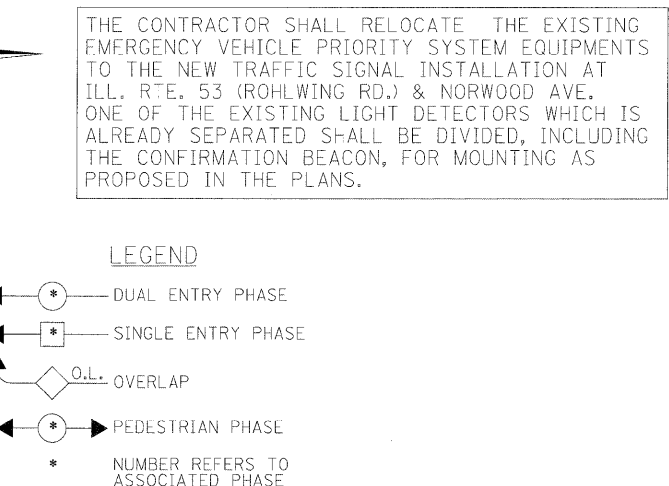 THE CONTRACTOR SHALL RELOCATE THE EXISTING
EMERGENCY VEHICLE PRIORITY SYSTEM EQUIPMENTS
TO THE NEW TRAFFIC SIGNAL INSTALLATION AT
ILL. RTE. 53 (ROHLWING RD.) & NORWOOD AVE.
ONE OF THE EXISTING LIGHT DETECTORS WHICH IS
ALREADY SEPARATED SHALL BE DIVIDED, INCLUDING
THE CONFIRMATION BEACON, FOR MOUNTING AS
PROPOSED IN THE PLANS.
LEGEND
* DUAL ENTRY PHASE
* SINGLE ENTRY PHASE
O.L. OVERLAP
* PEDESTRIAN PHASE
* NUMBER REFERS TO
ASSOCIATED PHASE